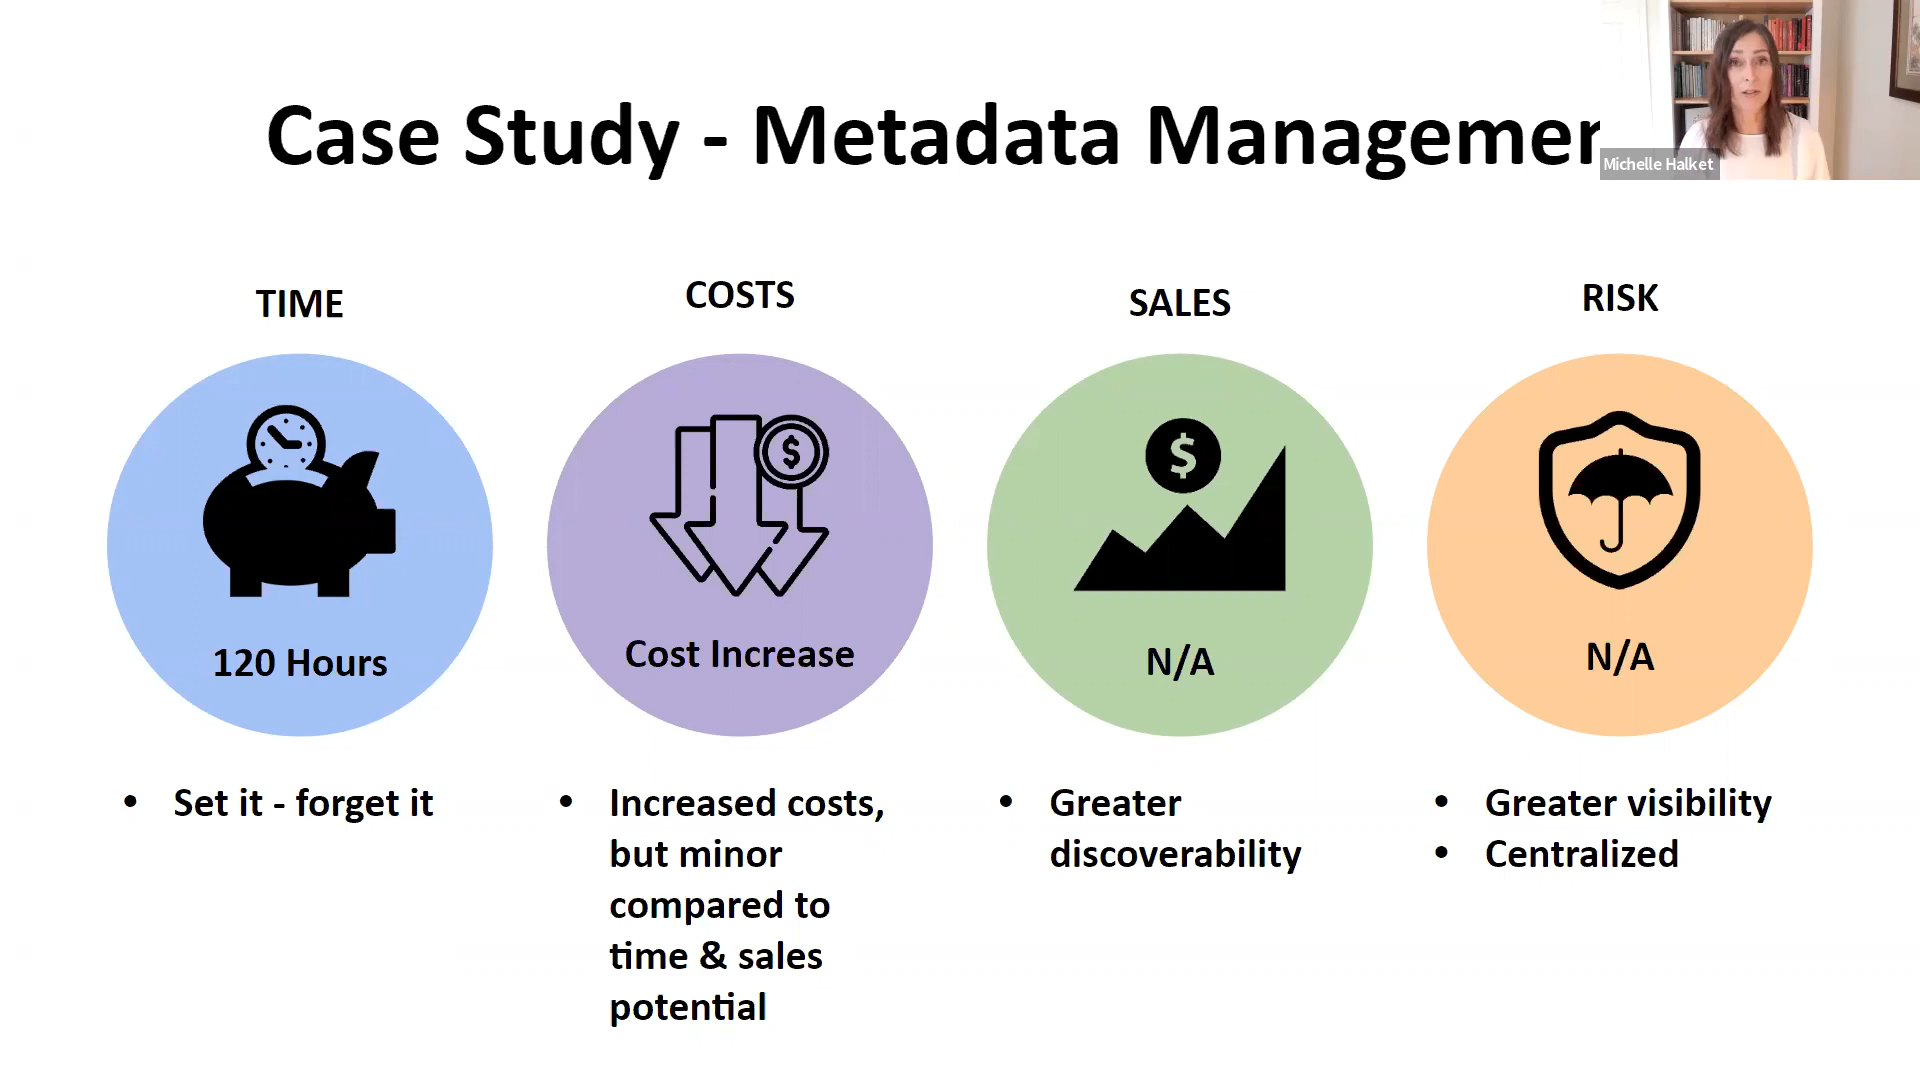 Case Study - Metadata Managemen
Michelle Halket
TIME
COSTS
SALES
RISK
$
$
120 Hours
Cost Increase
N/A
N/A
• Set it - forget it
• Increased costs,
but minor
compared to
time & sales
potential
• Greater
discoverability
• Greater visibility
• Centralized